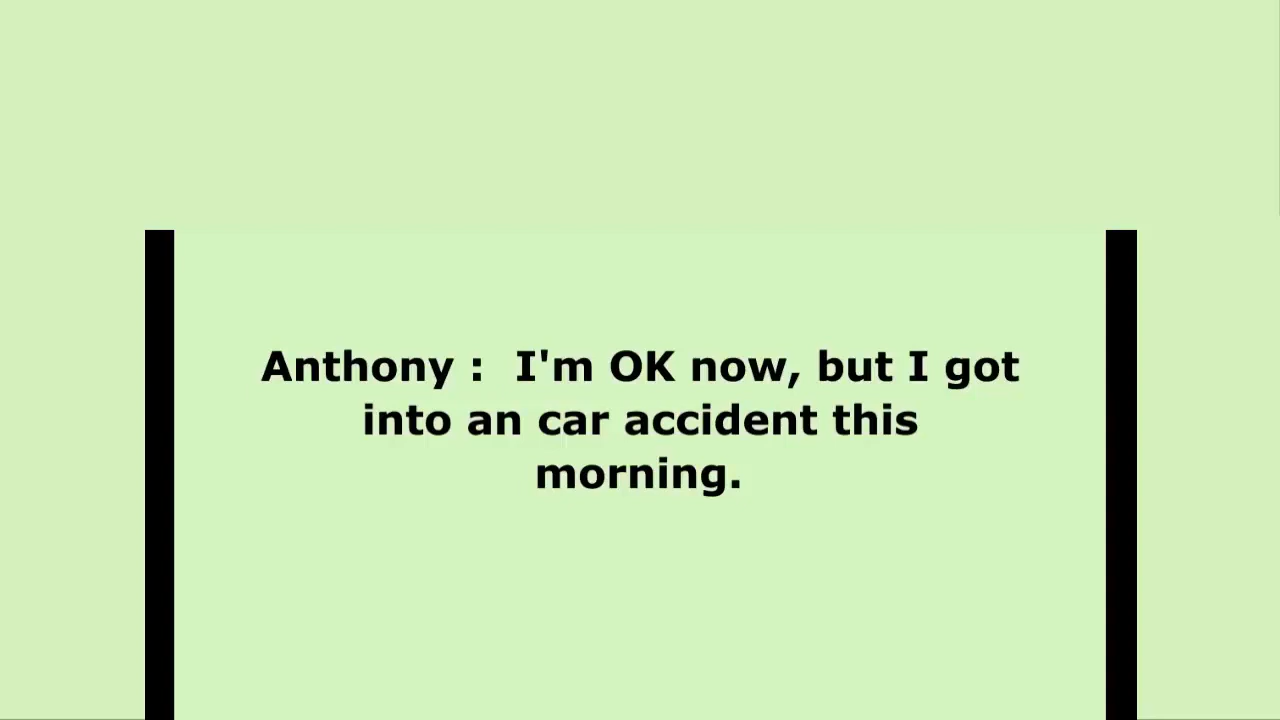 Anthony :  I'm OK now, but I got
into an car accident this
morning.